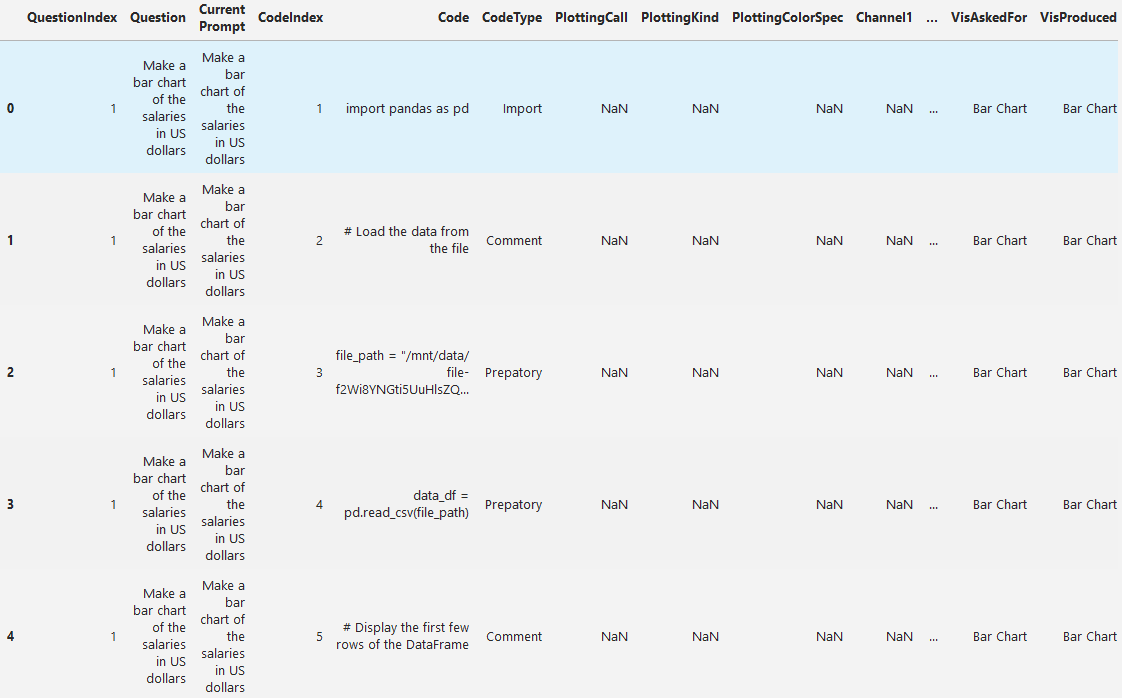 QuestionIndex Question Current Prompt CodeIndex Code CodeType PlottingCall PlottingKind PlottingColorSpec Channel1 ... VisAskedFor VisProduced
0 1 Make a bar chart of the salaries in US dollars Make a bar chart of the salaries in US dollars 1 import pandas as pd Import NaN NaN NaN NaN ... Bar Chart Bar Chart
1 1 Make a bar chart of the salaries in US dollars Make a bar chart of the salaries in US dollars 2 # Load the data from the file Comment NaN NaN NaN NaN ... Bar Chart Bar Chart
2 1 Make a bar chart of the salaries in US dollars Make a bar chart of the salaries in US dollars 3 file_path = "/mnt/data/file-f2Wi8YNGti5UuHlsZQ... Prepatory NaN NaN NaN NaN ... Bar Chart Bar Chart
3 1 Make a bar chart of the salaries in US dollars Make a bar chart of the salaries in US dollars 4 data_df = pd.read_csv(file_path) Prepatory NaN NaN NaN NaN ... Bar Chart Bar Chart
4 1 Make a bar chart of the salaries in US dollars Make a bar chart of the salaries in US dollars 5 # Display the first few rows of the DataFrame Comment NaN NaN NaN NaN ... Bar Chart Bar Chart